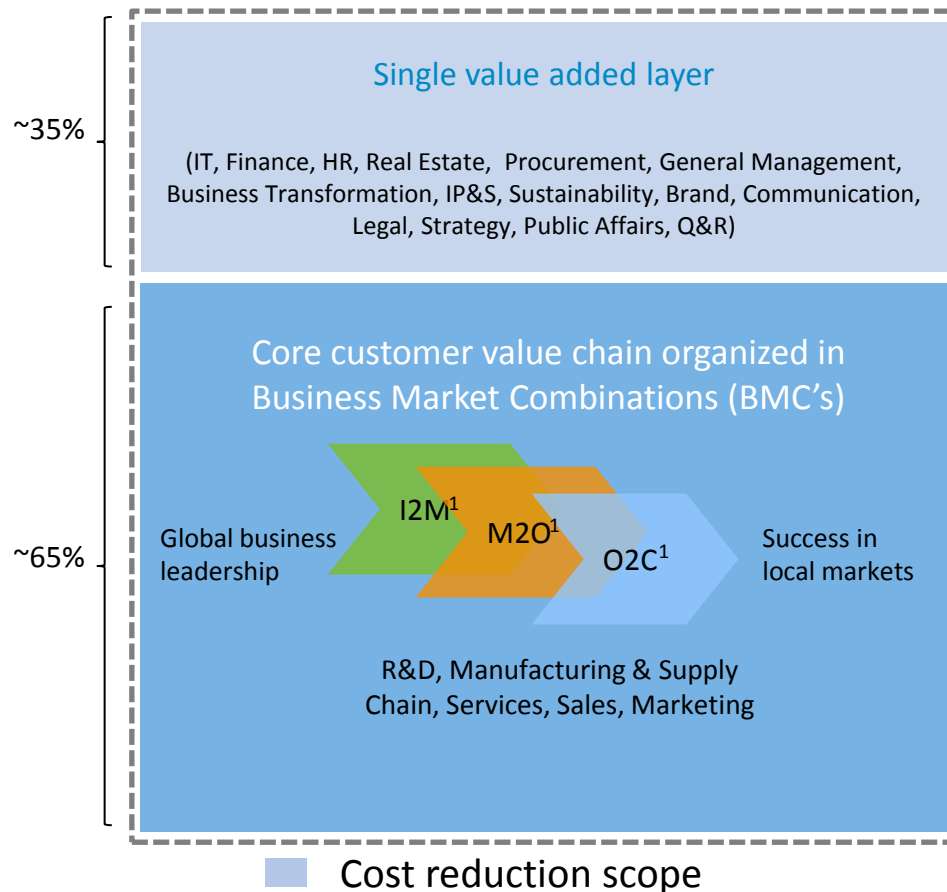 ~35%
Single value added layer
(IT, Finance, HR, Real Estate, Procurement, General Management,
Business Transformation, IP&S, Sustainability, Brand, Communication,
Legal, Strategy, Public Affairs, Q&R)
~65%
Core customer value chain organized in
Business Market Combinations (BMC's)
Global business
leadership
I2M¹
M2O¹
O2C¹
Success in
local markets
R&D, Manufacturing & Supply
Chain, Services, Sales, Marketing
Cost reduction scope